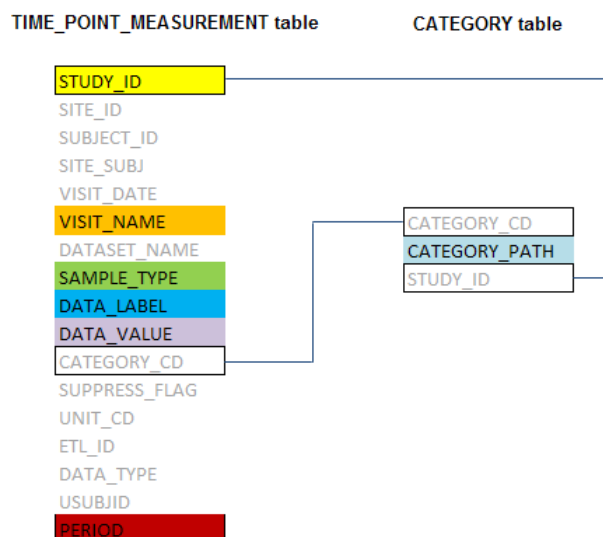 TIME_POINT_MEASUREMENT table
CATEGORY table
STUDY_ID
SITE_ID
SUBJECT_ID
SITE_SUBJ
VISIT_DATE
VISIT_NAME
DATASET_NAME
SAMPLE_TYPE
DATA_LABEL
DATA_VALUE
CATEGORY_CD
SUPPRESS_FLAG
UNIT_CD
ETL_ID
DATA_TYPE
USUBJID
PERIOD
CATEGORY_CD
CATEGORY_PATH
STUDY_ID